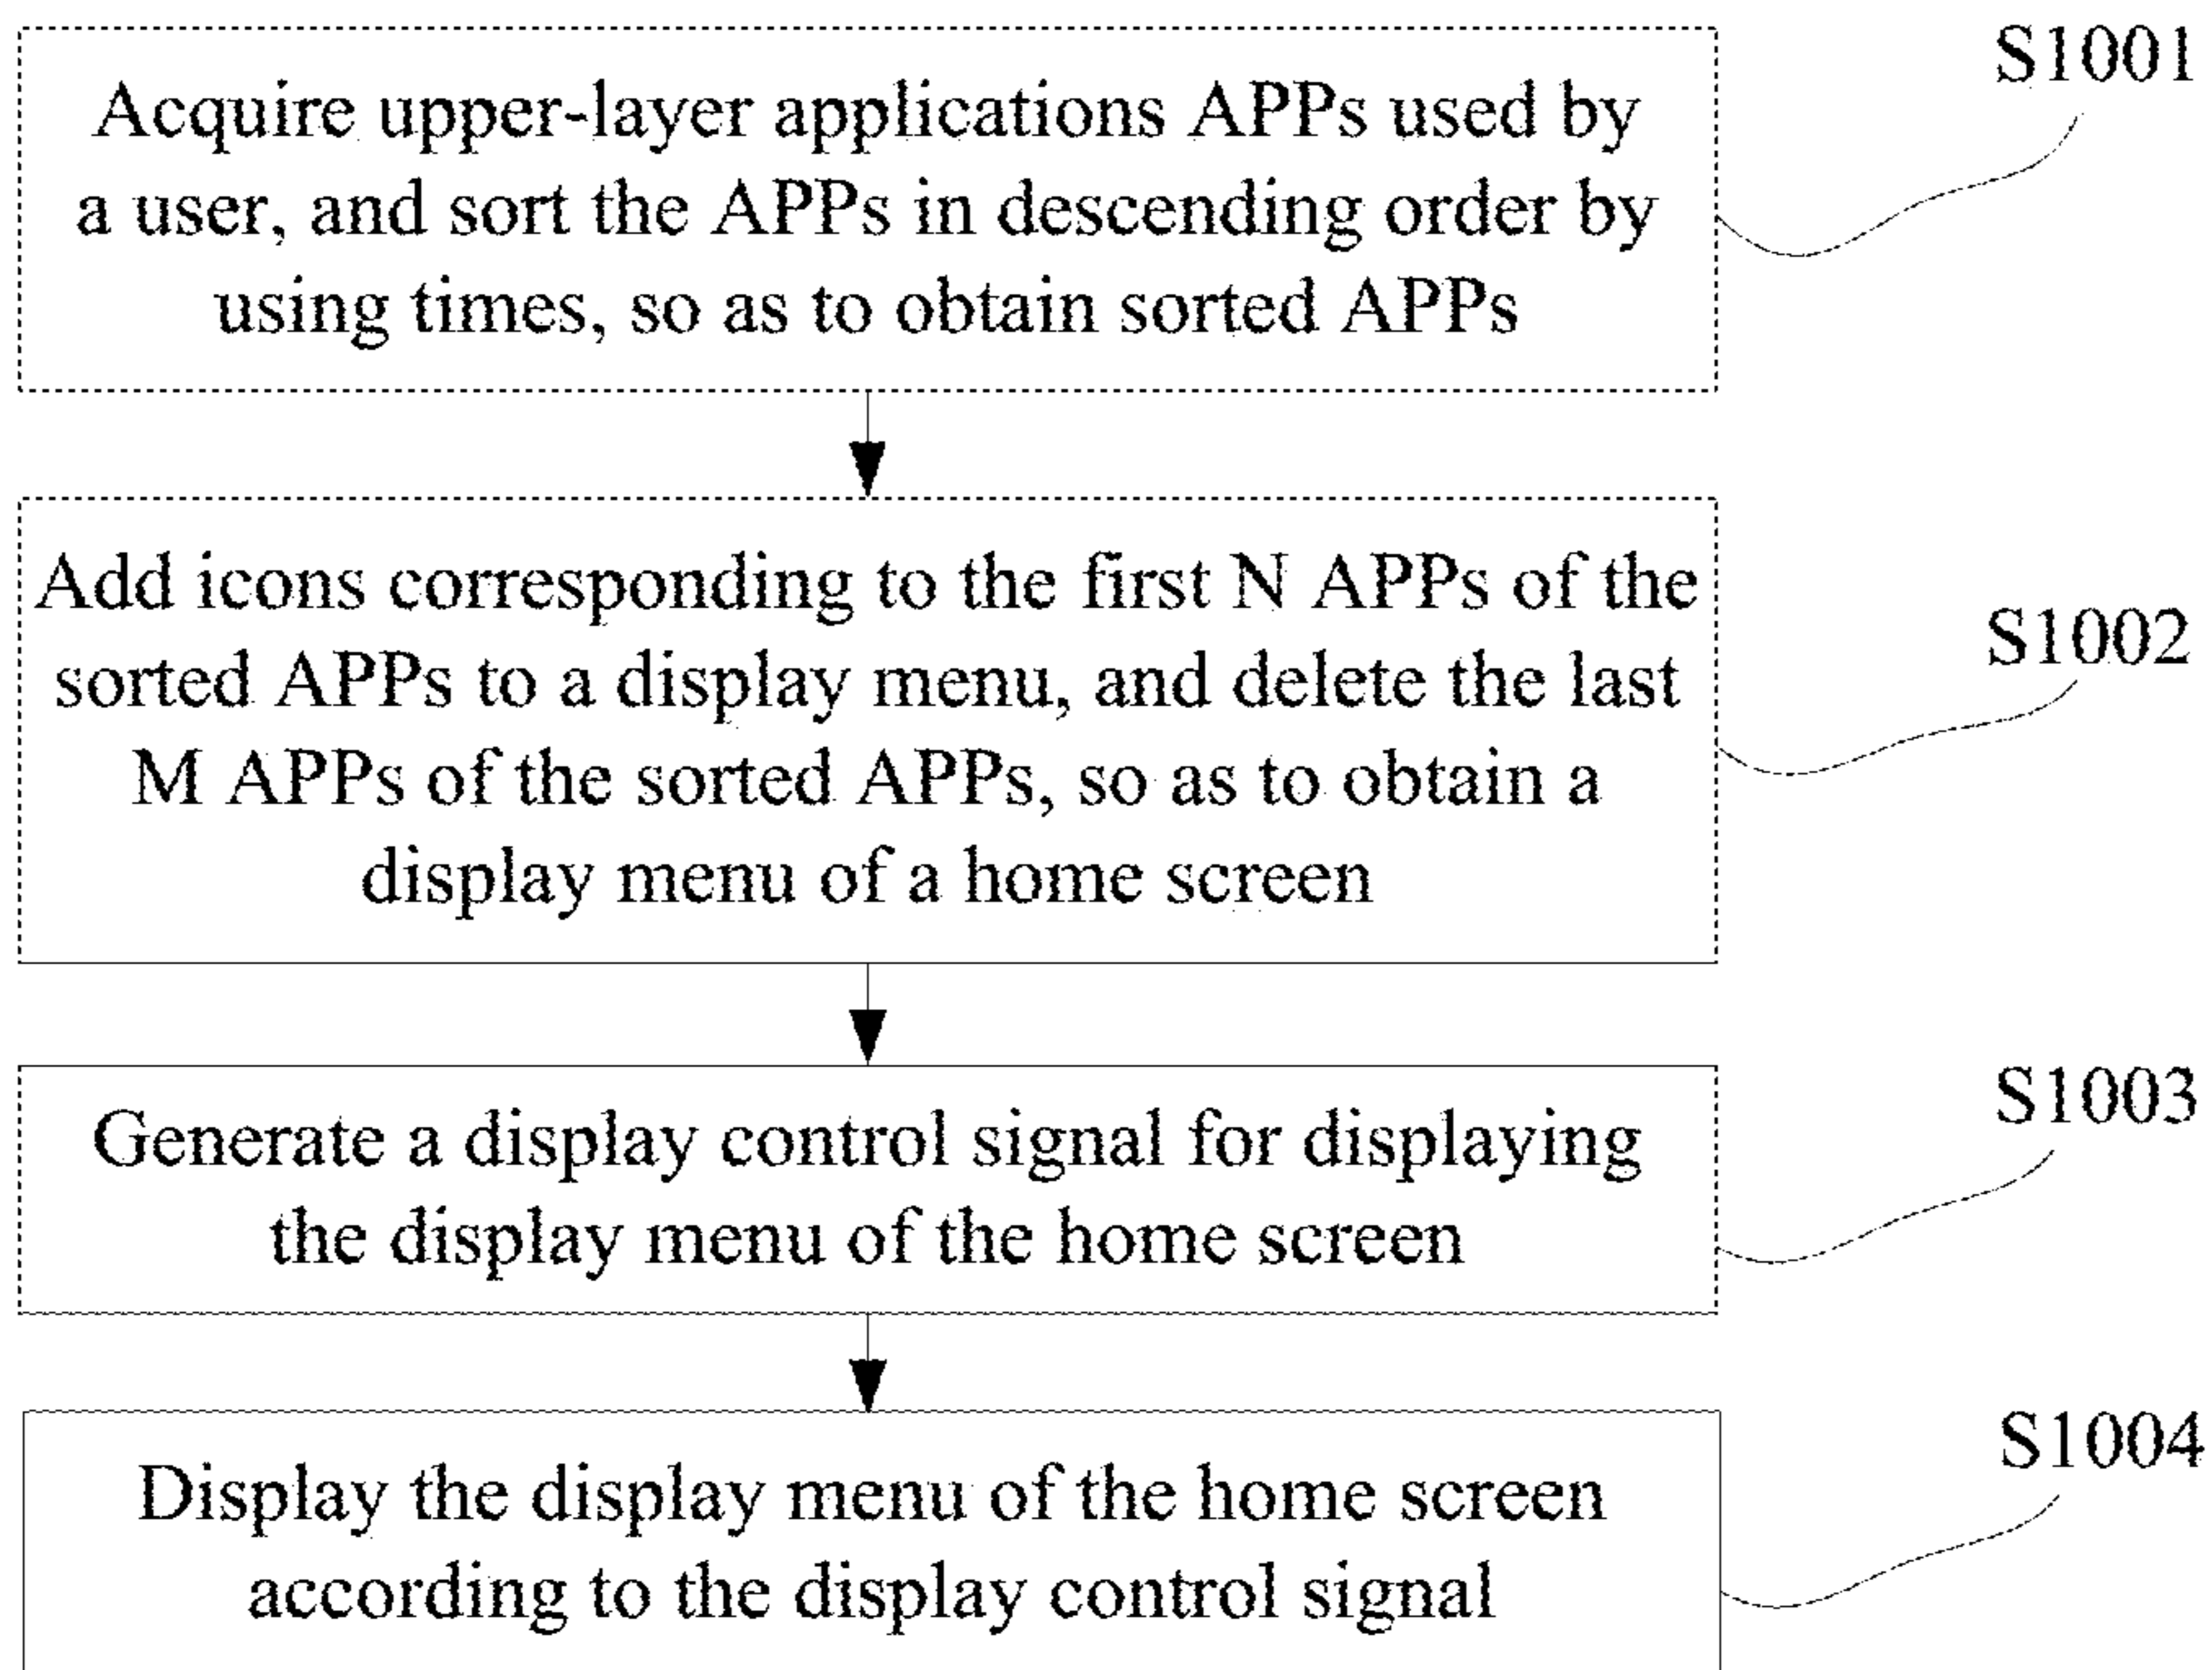 S1001
Acquire upper-layer applications APPs used by
a user, and sort the APPs in descending order by
using times, so as to obtain sorted APPs
Add icons corresponding to the first N APPs of the
S1002
sorted APPs to a display menu, and delete the last
M APPs of the sorted APPs, so as to obtain a
display menu of a home screen
S1003
Generate a display control signal for displaying
the display menu of the home screen
S1004
Display the display menu of the home screen
according to the display control signal